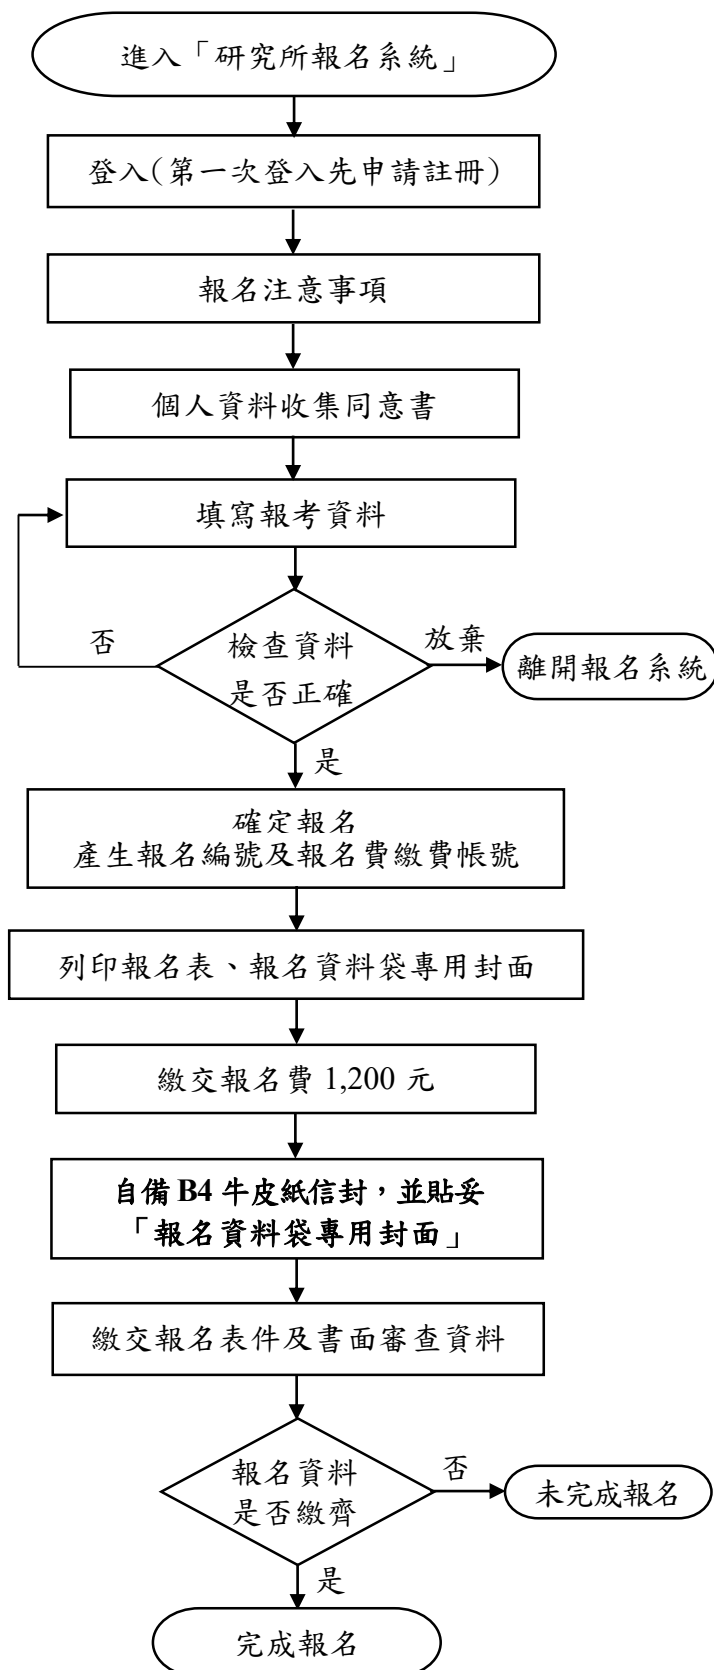 進入「研究所報名系統」
登入(第一次登入先申請註冊)
報名注意事項
個人資料收集同意書
填寫報考資料
否
檢查資料
是否正確
放棄
離開報名系統
是
確定報名
產生報名編號及報名費繳費帳號
列印報名表、報名資料袋專用封面
繳交報名費 1,200 元
自備 B4 牛皮紙信封，並貼妥
「報名資料袋專用封面」
繳交報名表件及書面審查資料
報名資料
是否繳齊
否
未完成報名
是
完成報名